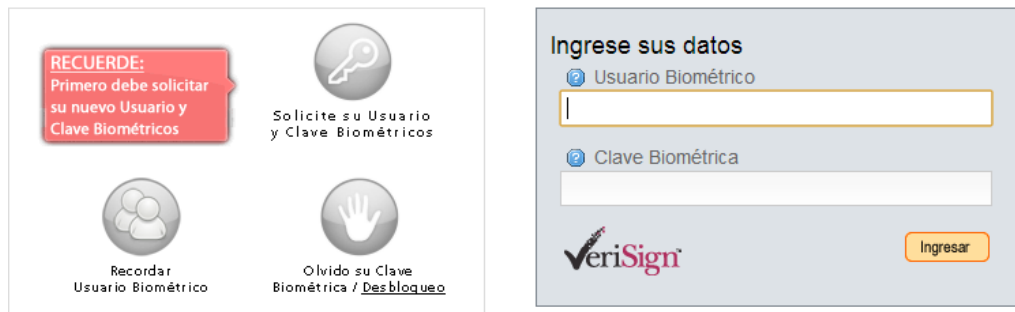 RECUERDE:
Primero debe solicitar
su nuevo Usuario y
Clave Biométricos
Solicite su Usuario
y Clave Biométricos
Recordar
Usuario Biométrico
Olvido su Clave
Biométrica / Desbloqueo
Ingrese sus datos
? Usuario Biométrico
? Clave Biométrica
VeriSign
Ingresar